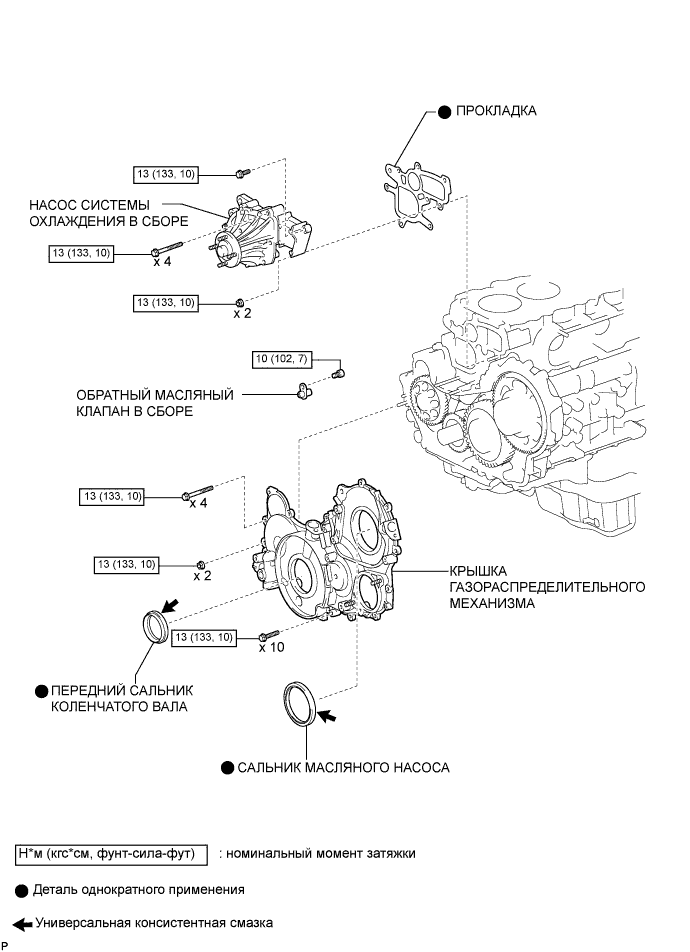 ПРОКЛАДКА
13 (133, 10)
НАСОС СИСТЕМЫ
ОХЛАЖДЕНИЯ В СБОРЕ
13 (133, 10)
x 4
13 (133, 10)
x 2
10 (102, 7)
ОБРАТНЫЙ МАСЛЯНЫЙ
КЛАПАН В СБОРЕ
13 (133, 10)
x 4
13 (133, 10)
x 2
КРЫШКА
ГАЗОРАСПРЕДЕЛИТЕЛЬНОГО
МЕХАНИЗМА
13 (133, 10)
x 10
ПЕРЕДНИЙ САЛЬНИК
КОЛЕНЧАТОГО ВАЛА
САЛЬНИК МАСЛЯНОГО НАСОСА
Н*м (кгс*см, фунт-сила-фут) : номинальный момент затяжки
Деталь однократного применения
Универсальная консистентная смазка
P